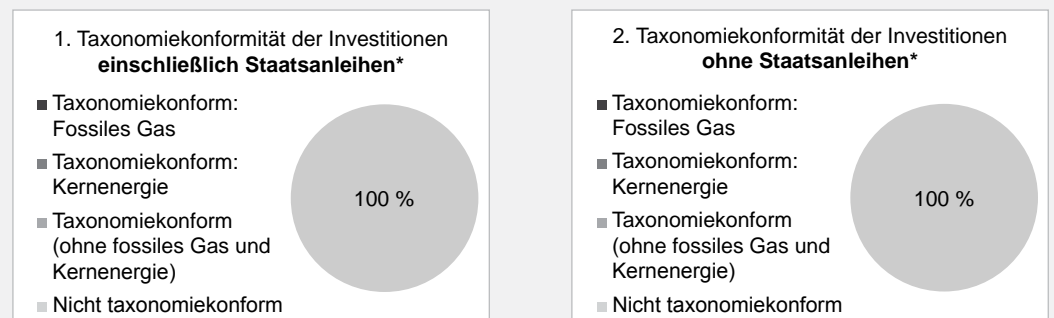 1. Taxonomiekonformität der Investitionen
einschließlich Staatsanleihen*
Taxonomiekonform:
Fossiles Gas
Taxonomiekonform:
Kernenergie
Taxonomiekonform
(ohne fossiles Gas und
Kernenergie)
Nicht taxonomiekonform
100 %
2. Taxonomiekonformität der Investitionen
ohne Staatsanleihen*
Taxonomiekonform:
Fossiles Gas
Taxonomiekonform:
Kernenergie
Taxonomiekonform
(ohne fossiles Gas und
Kernenergie)
Nicht taxonomiekonform
100 %